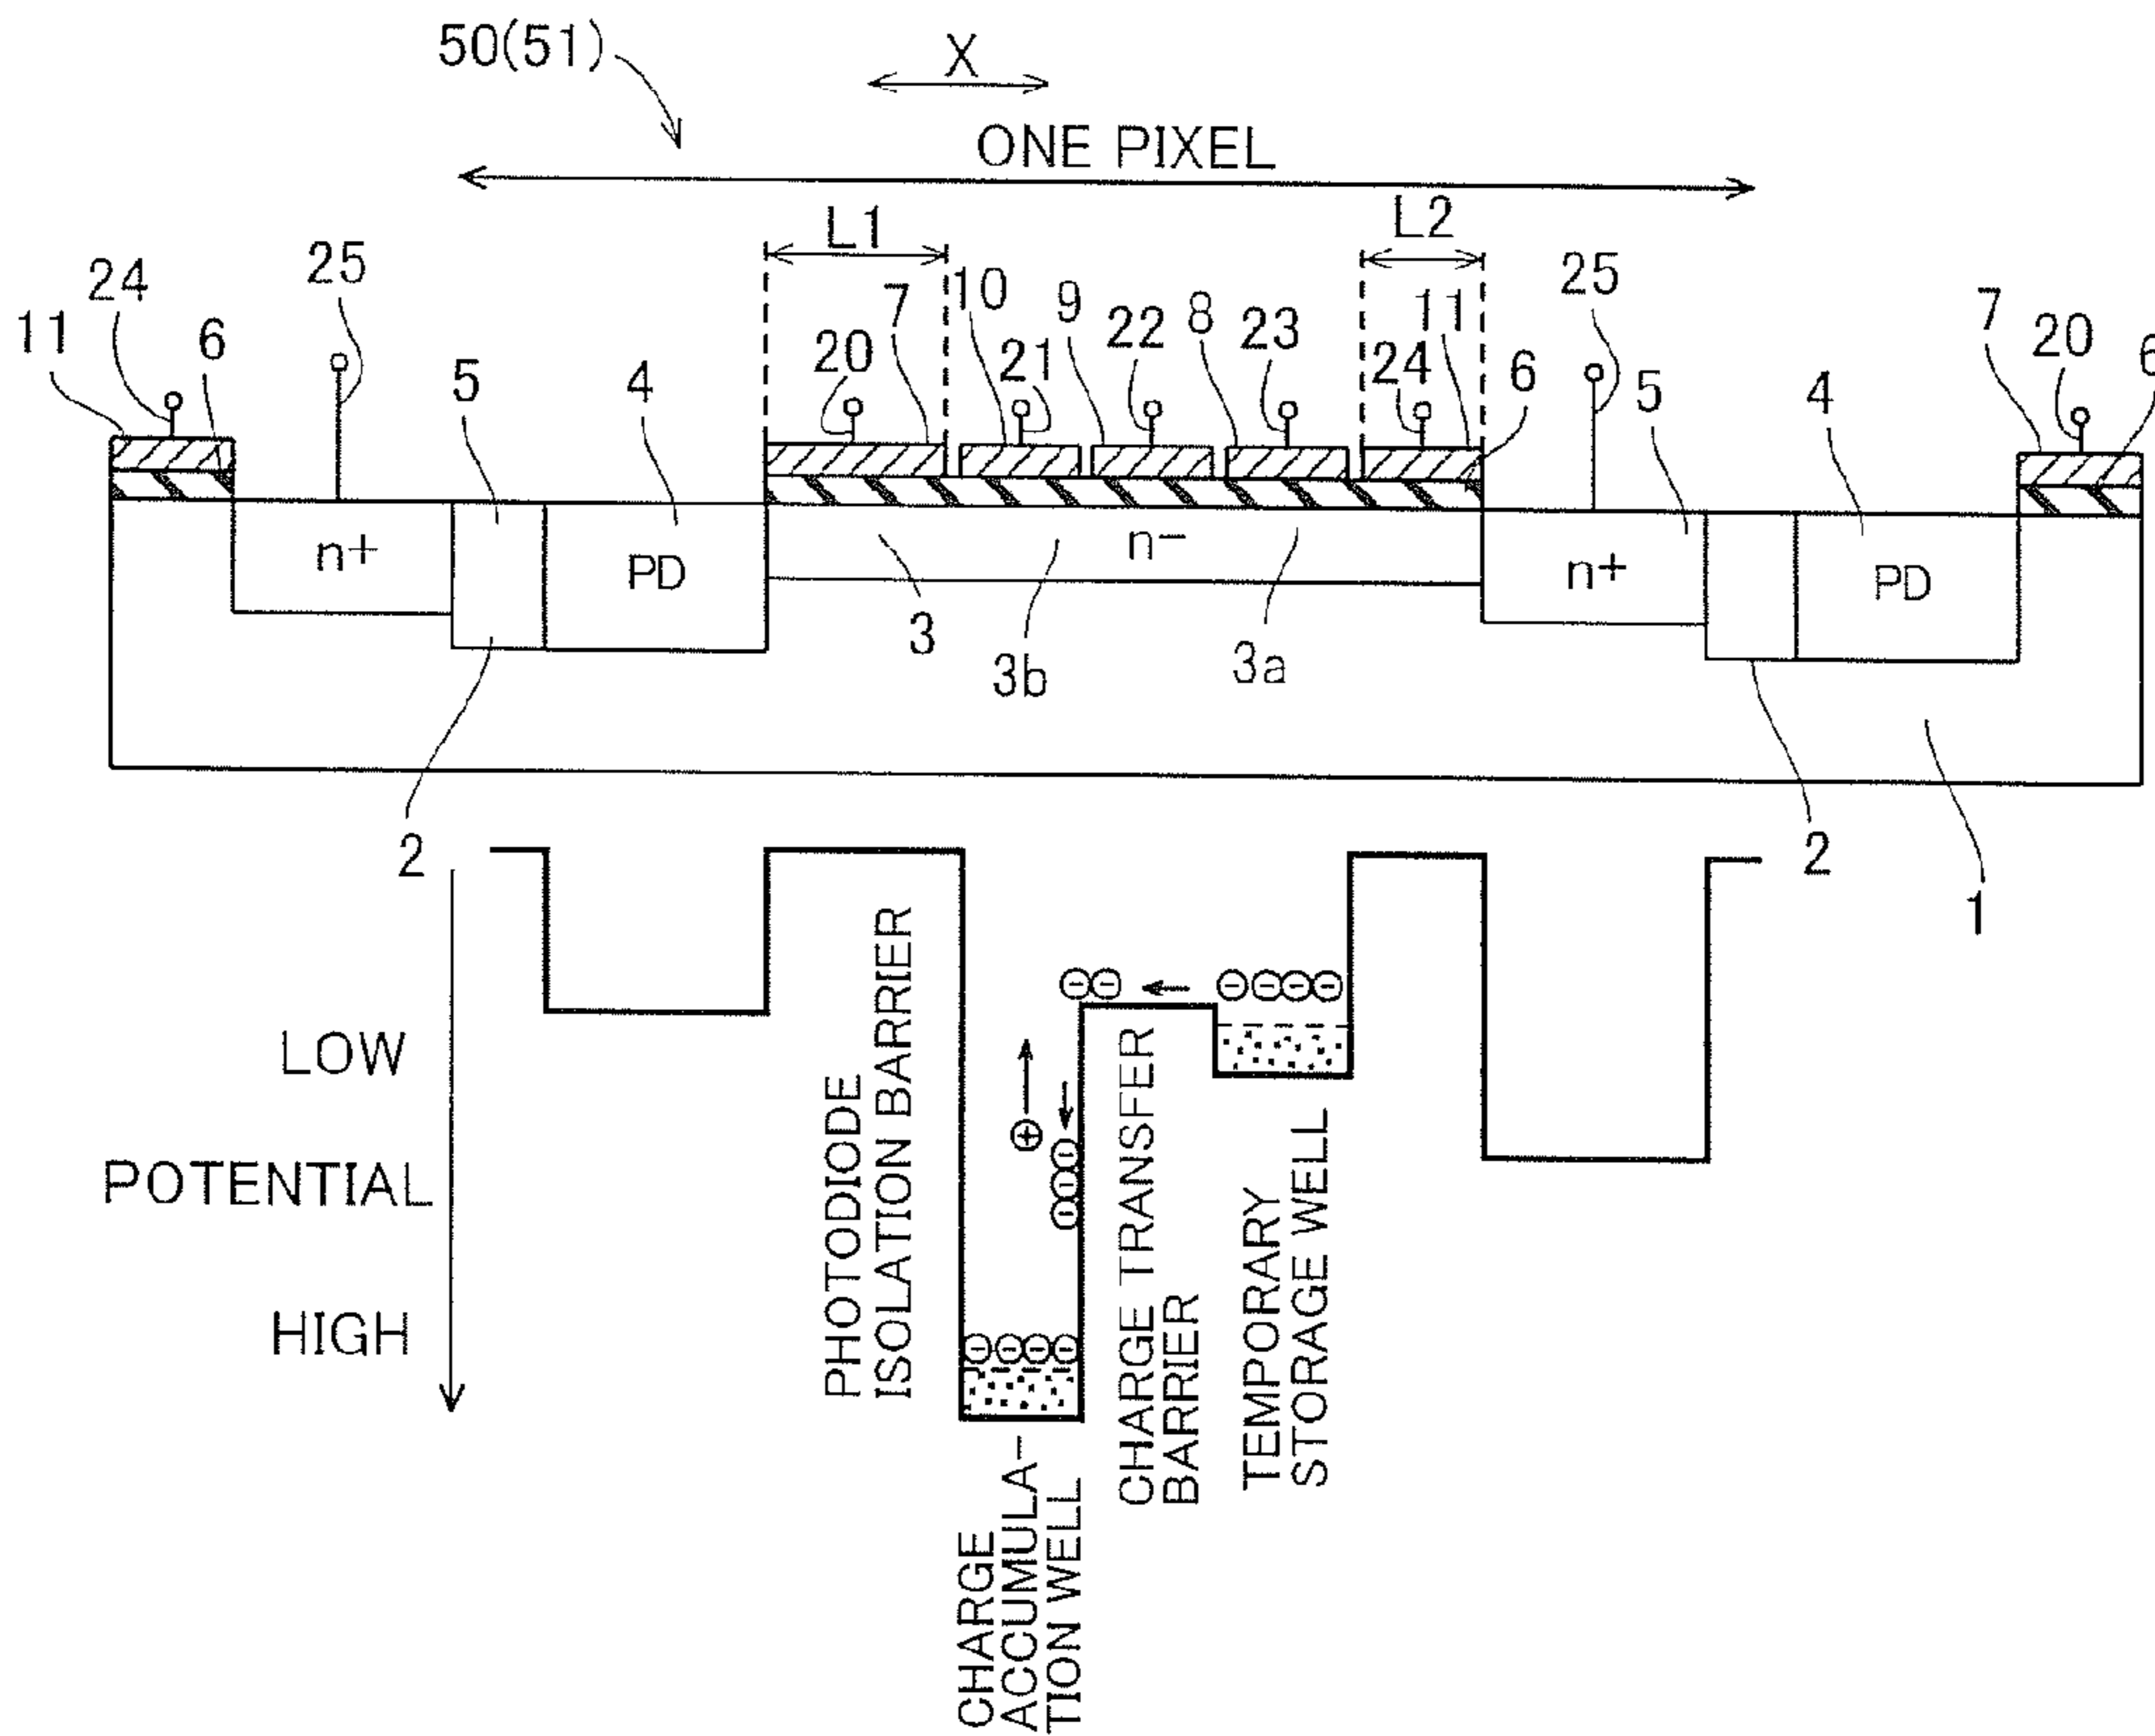 50(51)
X
ONE PIXEL
L1
L2
24
25
7
10
9
22
8
23
11
25
7
11
6
5
4
20
21
24
6
5
4
20
6
n+
PD
n-
n+
PD
3
3b
3a
2
2
1
LOW
POTENTIAL
HIGH
PHOTODIODE
ISOLATION BARRIER
CHARGE
ACCUMULA-
TION WELL
CHARGE TRANSFER
BARRIER
TEMPORARY
STORAGE WELL